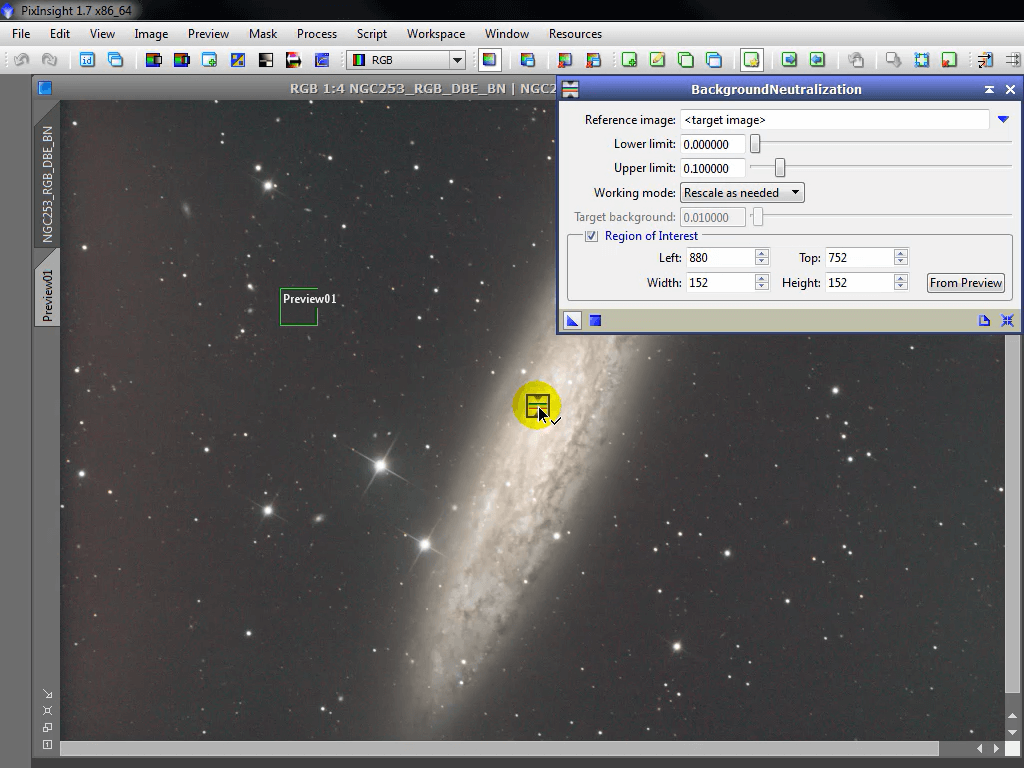 PixInsight 1.7 x86_64
File Edit View Image Preview Mask Process Script Workspace Window Resources
id RGB
RGB 1:4 NGC253_RGB_DBE_BN | NGC2
BackgroundNeutralization
Reference image: <target image>
Lower limit: 0.000000
Upper limit: 0.100000
Working mode: Rescale as needed
Target background: 0.010000
Region of Interest
Left: 880 Top: 752
Width: 152 Height: 152 From Preview
NGC253_RGB_DBE_BN
Preview01
Preview01